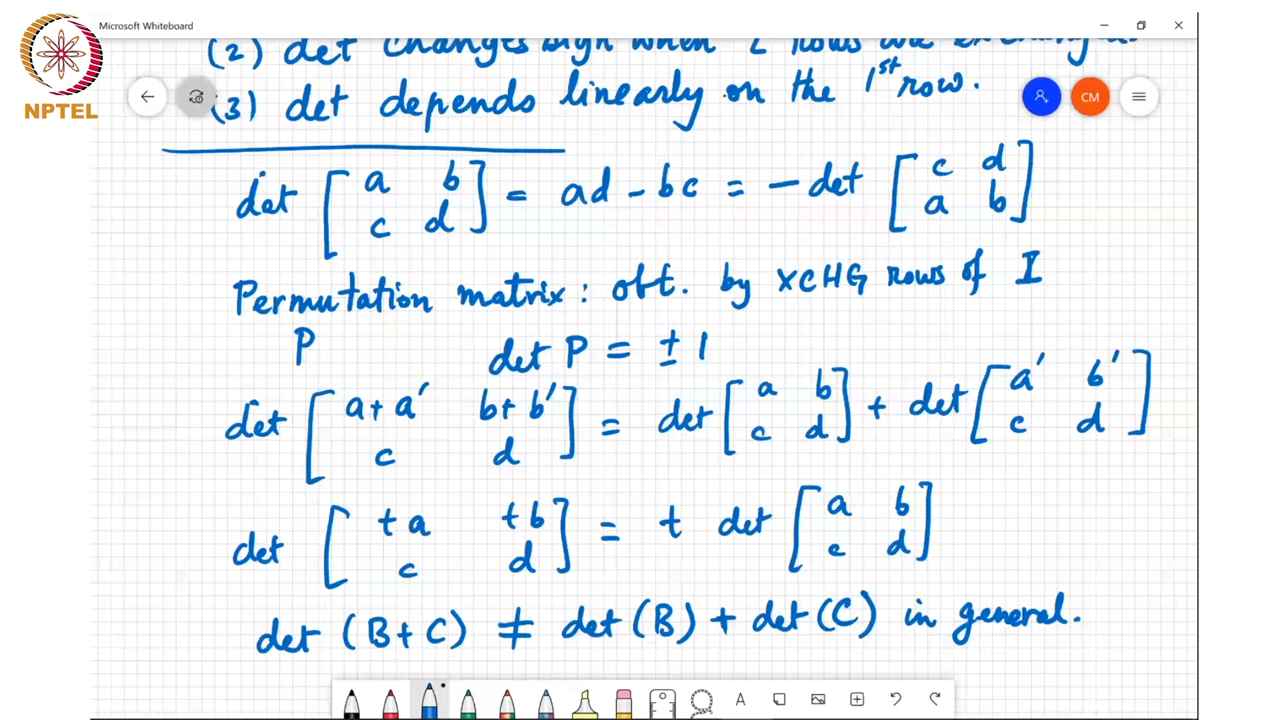 Microsoft Whiteboard
NPTEL
(2) det changes sign when 2 rows are exchanged.
(3) det depends linearly on the 1st row.
CM
det [a b; c d] = ad - bc = - det [c d; a b]
Permutation matrix: obt. by XCHG rows of I
P det P = ± 1
det [a+a' b+b'; c d] = det [a b; c d] + det [a' b'; c d]
det [ta tb; c d] = t det [a b; c d]
det (B+C) ≠ det (B) + det (C) in general.
A